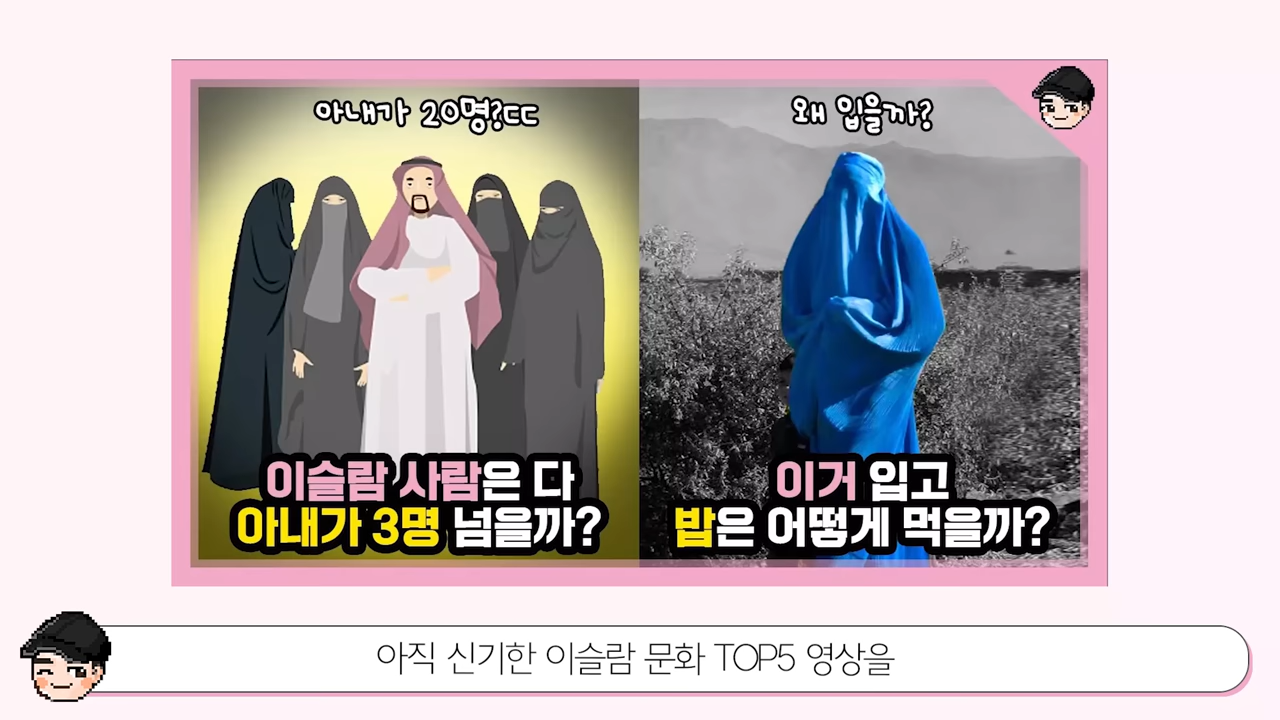 아내가 20명?ㄷㄷ
이슬람 사람은 다
아내가 3명 넘을까?
왜 입을까?
이거 입고
밥은 어떻게 먹을까?
아직 신기한 이슬람 문화 TOP5 영상을